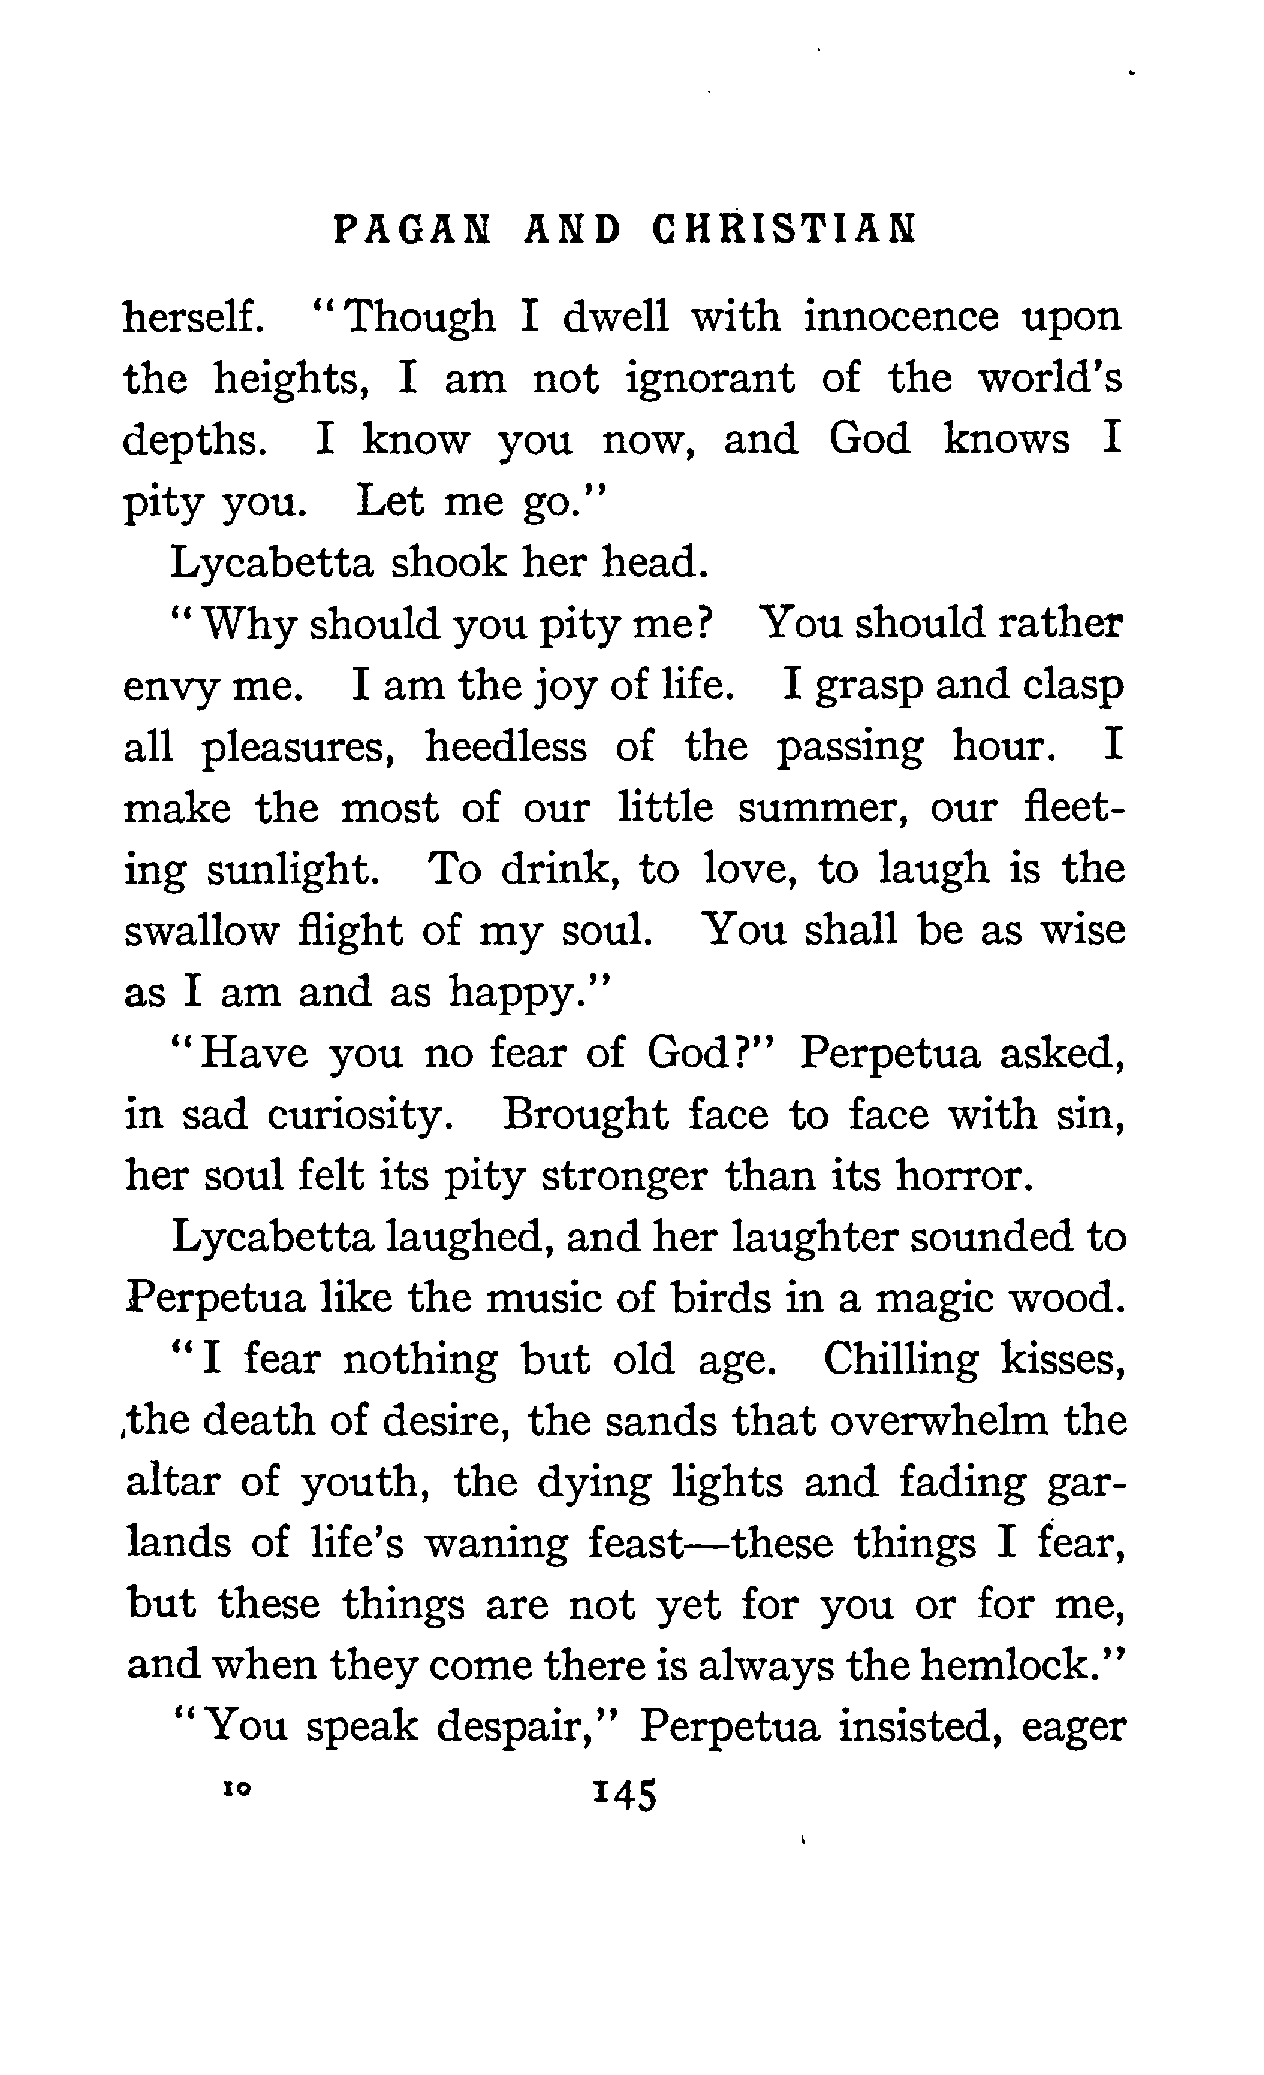 PAGAN AND CHRISTIAN
herself. "Though I dwell with innocence upon
the heights, I am not ignorant of the world's
depths. I know you now, and God knows I
pity you. Let me go."
Lycabetta shook her head.
"Why should you pity me? You should rather
envy me. I am the joy of life. I grasp and clasp
all pleasures, heedless of the passing hour. I
make the most of our little summer, our fleet-
ing sunlight. To drink, to love, to laugh is the
swallow flight of my soul. You shall be as wise
as I am and as happy."
"Have you no fear of God?" Perpetua asked,
in sad curiosity. Brought face to face with sin,
her soul felt its pity stronger than its horror.
Lycabetta laughed, and her laughter sounded to
Perpetua like the music of birds in a magic wood.
"I fear nothing but old age. Chilling kisses,
the death of desire, the sands that overwhelm the
altar of youth, the dying lights and fading gar-
lands of life's waning feast—these things I fear,
but these things are not yet for you or for me,
and when they come there is always the hemlock."
"You speak despair," Perpetua insisted, eager
10 145